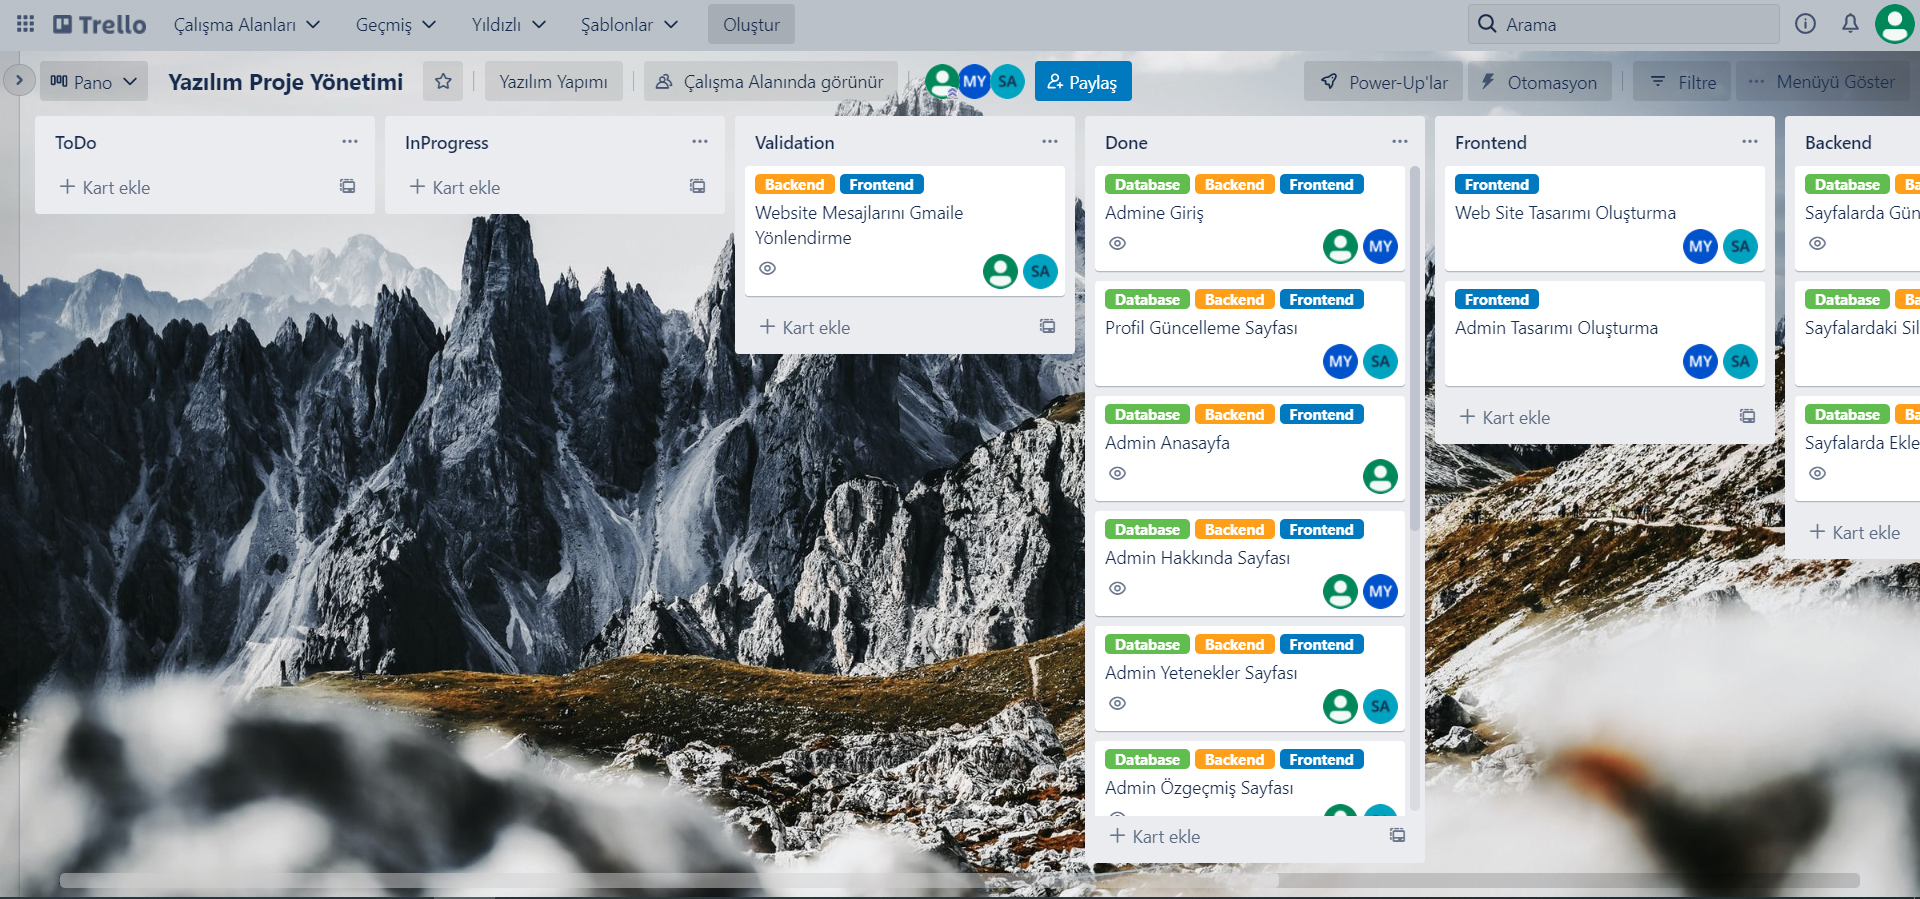 Trello
Çalışma Alanları
Geçmiş
Yıldızlı
Şablonlar
Oluştur
Arama
Pano
Yazılım Proje Yönetimi
Yazılım Yapımı
Çalışma Alanında görünür
MY
SA
Paylaş
Power-Up'lar
Otomasyon
Filtre
Menüyü Göster
ToDo
Kart ekle
InProgress
Kart ekle
Validation
Backend Frontend
Website Mesajlarını Gmaile
Yönlendirme
SA
Kart ekle
Done
Database Backend Frontend
Admine Giriş
MY
Database Backend Frontend
Profil Güncelleme Sayfası
MY SA
Database Backend Frontend
Admin Anasayfa
Database Backend Frontend
Admin Hakkında Sayfası
MY
Database Backend Frontend
Admin Yetenekler Sayfası
SA
Database Backend Frontend
Admin Özgeçmiş Sayfası
Kart ekle
Frontend
Frontend
Web Site Tasarımı Oluşturma
MY SA
Frontend
Admin Tasarımı Oluşturma
MY SA
Kart ekle
Backend
Database Ba
Sayfalarda Gün
Database Ba
Sayfalardaki Sil
Database Ba
Sayfalarda Ekle
Kart ekle